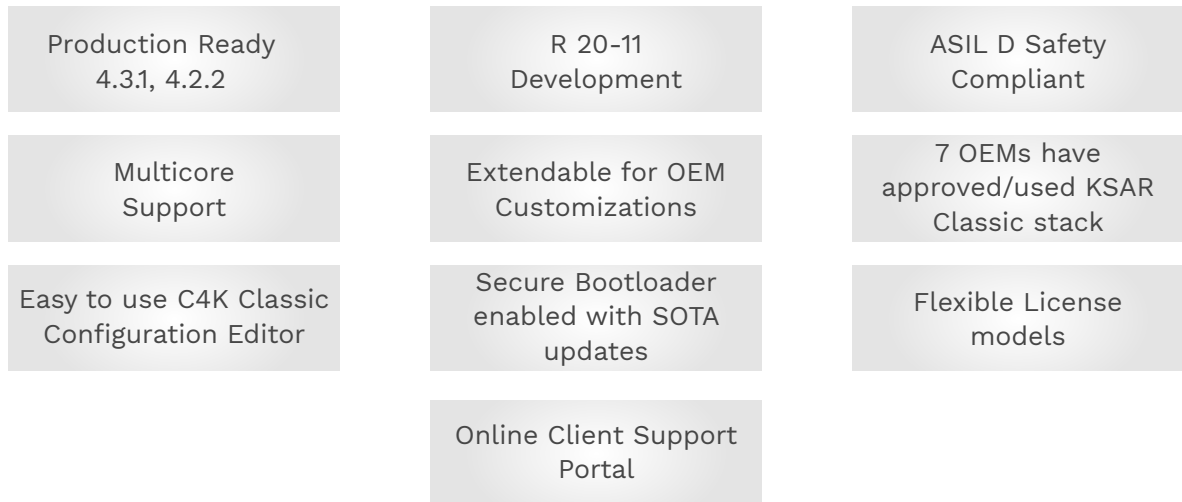 Production Ready
4.3.1, 4.2.2
R 20-11
Development
ASIL D Safety
Compliant
Multicore
Support
Extendable for OEM
Customizations
7 OEMs have
approved/used KSAR
Classic stack
Easy to use C4K Classic
Configuration Editor
Secure Bootloader
enabled with SOTA
updates
Flexible License
models
Online Client Support
Portal